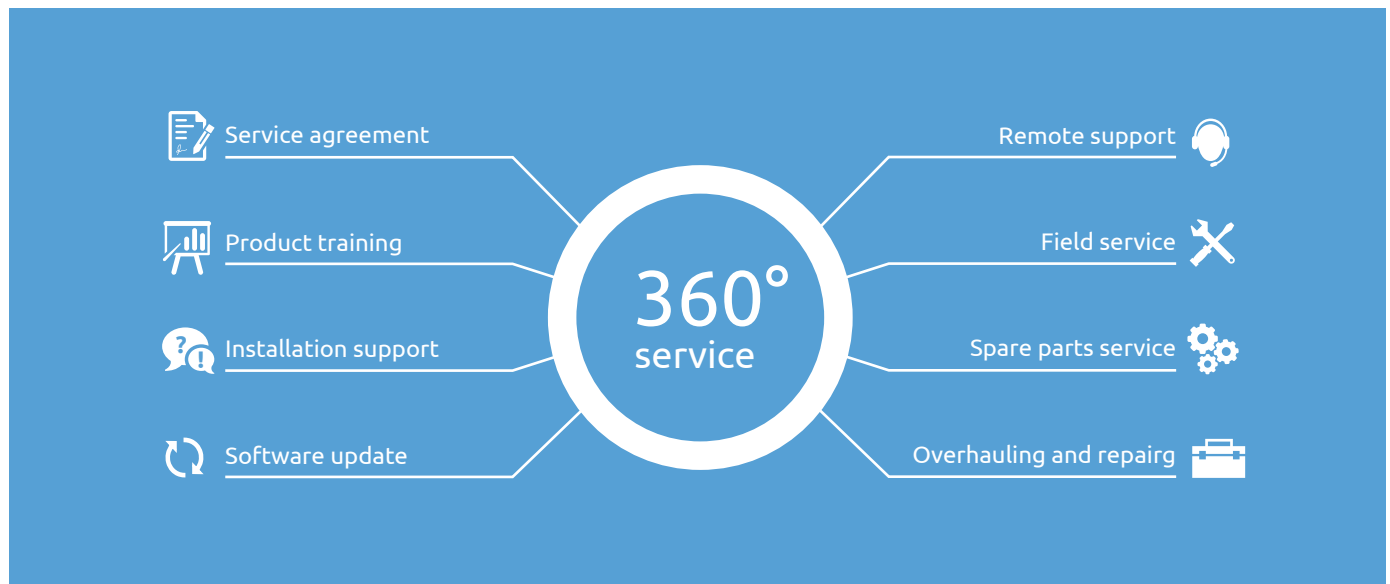 Service agreement
Product training
Installation support
Software update
360°
service
Remote support
Field service
Spare parts service
Overhauling and repairg